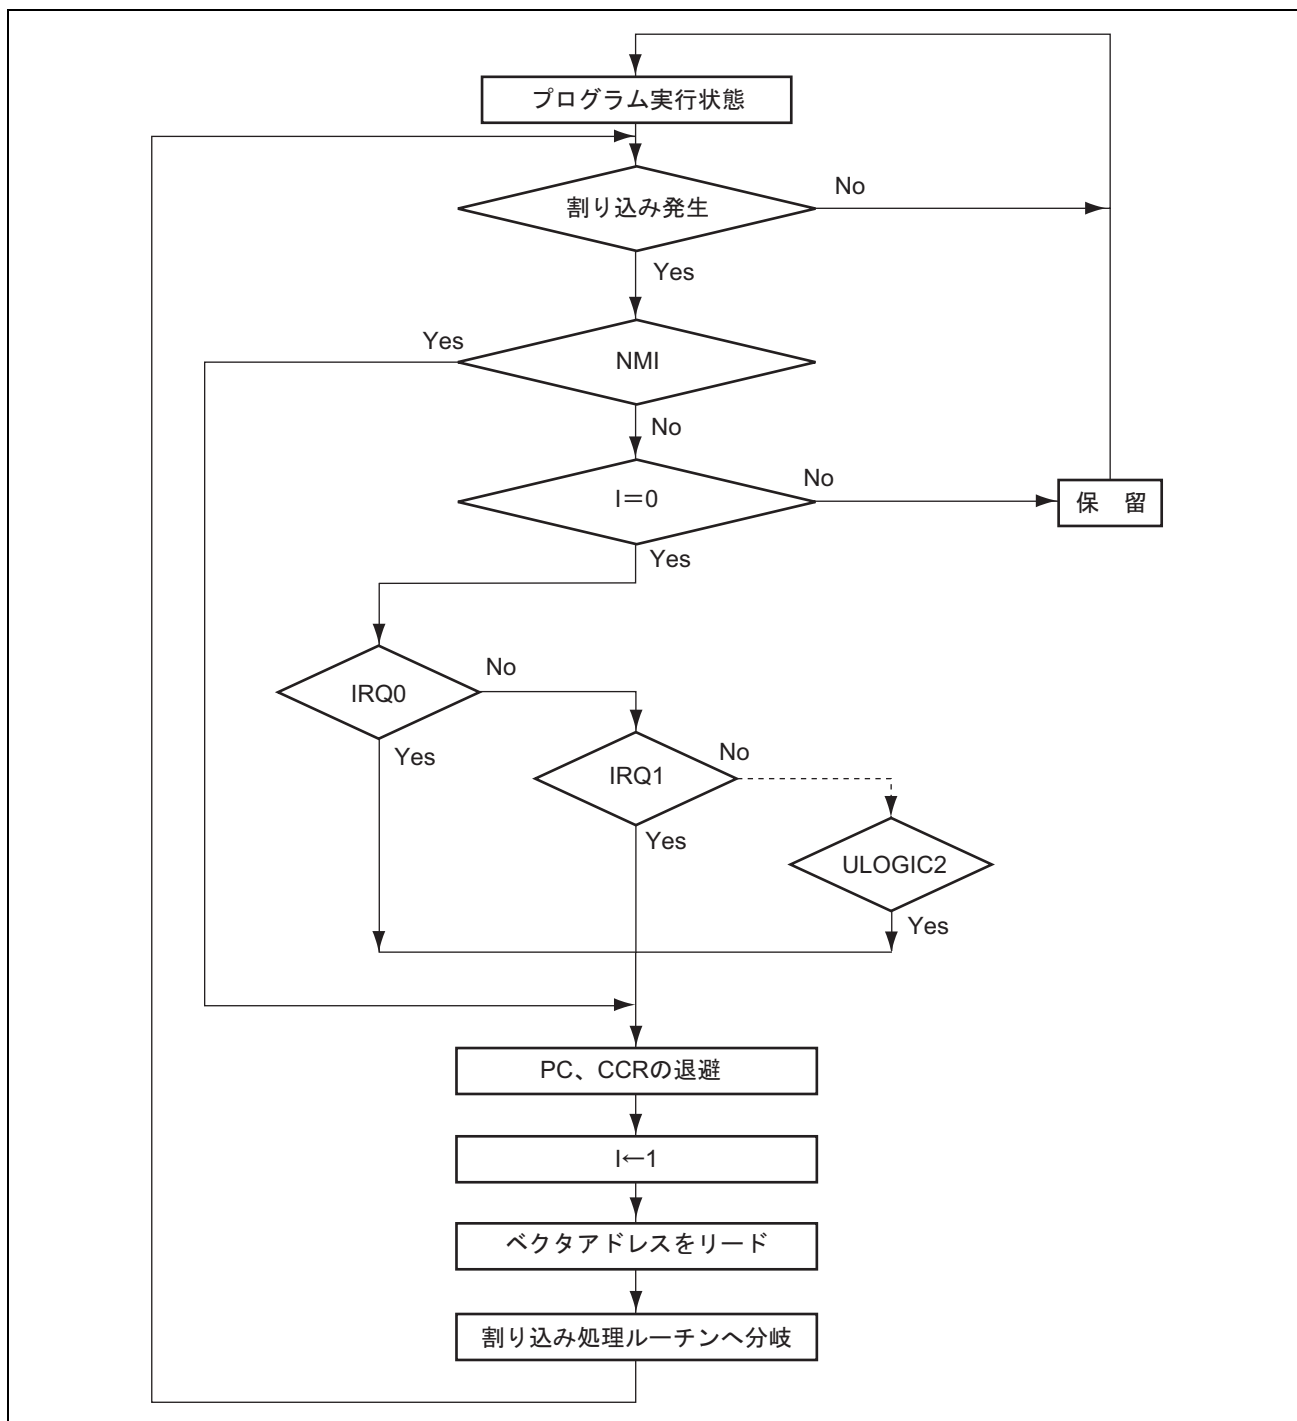 プログラム実行状態
割り込み発生
No
Yes
Yes
NMI
No
I＝0
No
保　留
Yes
IRQ0
No
Yes
IRQ1
No
Yes
ULOGIC2
Yes
PC、CCRの退避
I←1
ベクタアドレスをリード
割り込み処理ルーチンへ分岐